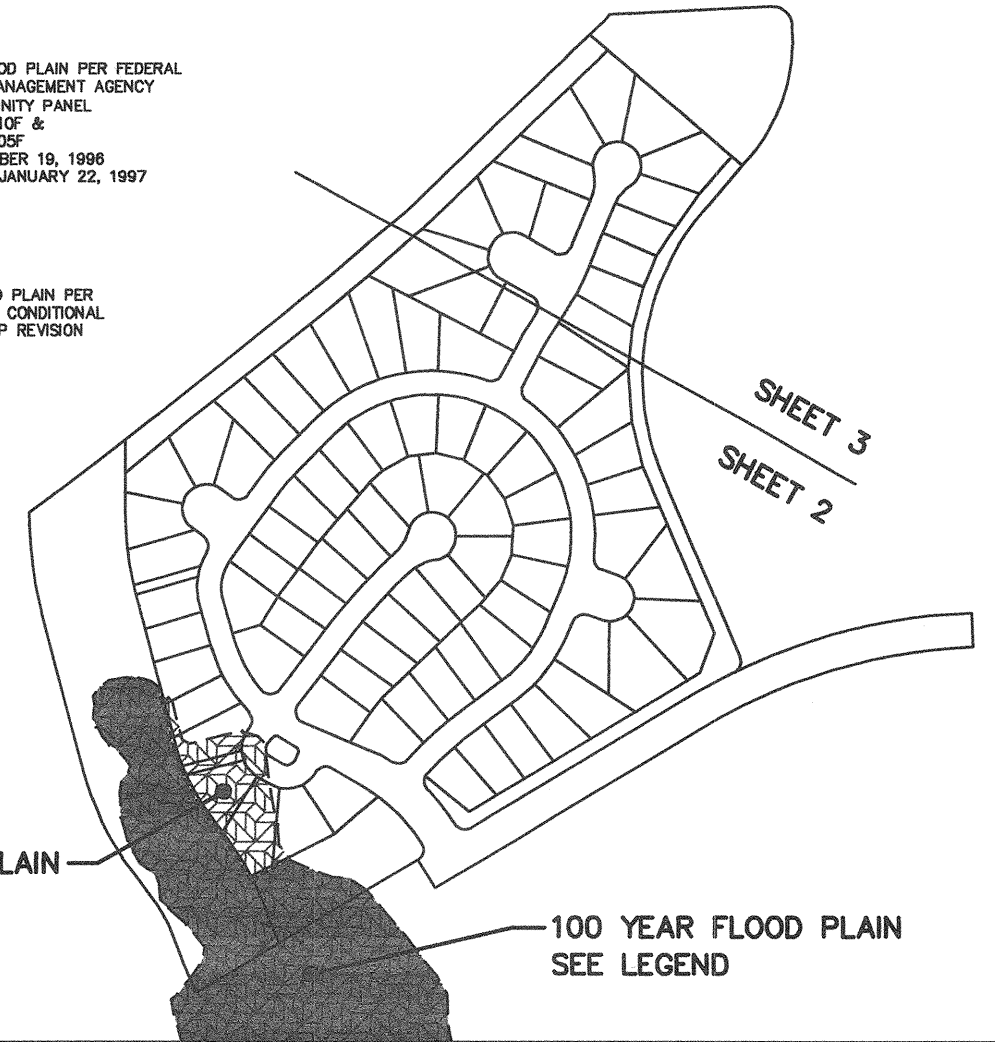 OD PLAIN PER FEDERAL
ANAGEMENT AGENCY
NITY PANEL
10F &
05F
BER 19, 1996
JANUARY 22, 1997
PLAIN PER
CONDITIONAL
P REVISION
SHEET 3
SHEET 2
LAIN
100 YEAR FLOOD PLAIN
SEE LEGEND